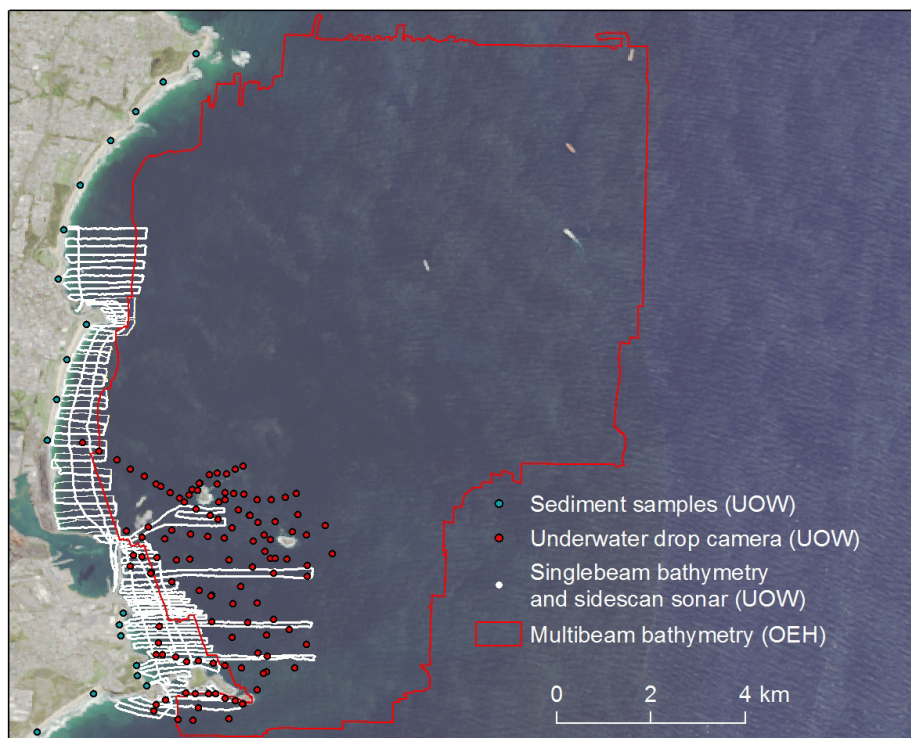 Sediment samples (UOW)
Underwater drop camera (UOW)
Singlebeam bathymetry
and sidescan sonar (UOW)
Multibeam bathymetry (OEH)
0 2 4 km